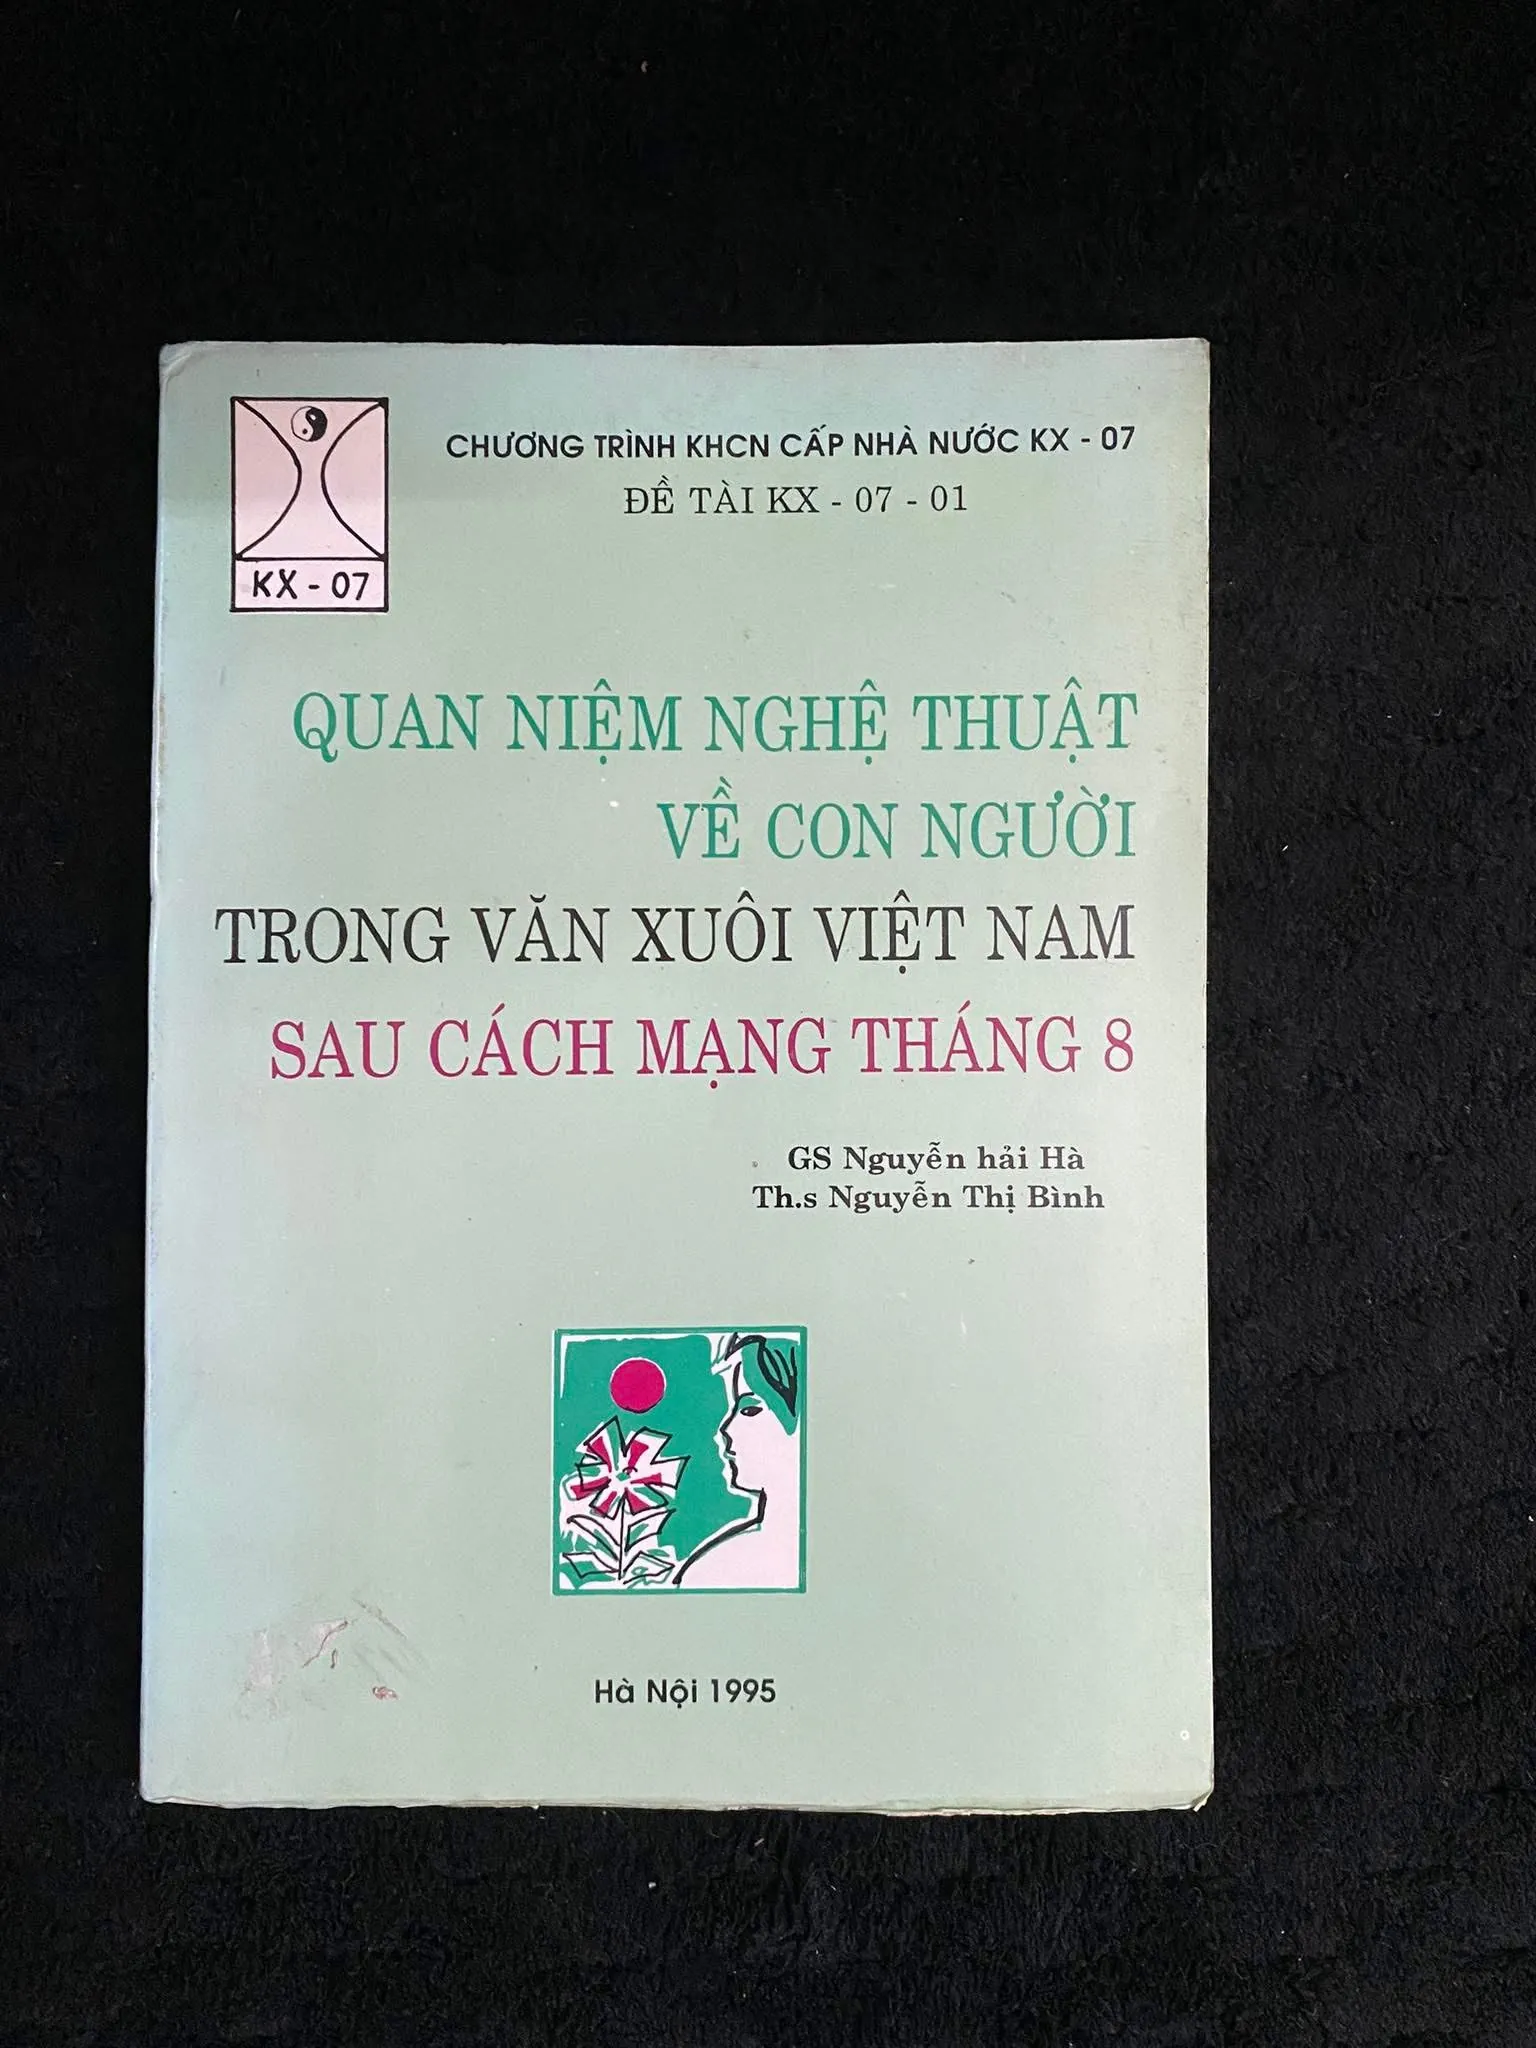 CHƯƠNG TRÌNH KHCN CẤP NHÀ NƯỚC KX - 07
ĐỀ TÀI KX - 07 - 01
KX - 07
QUAN NIỆM NGHỆ THUẬT
VỀ CON NGƯỜI
TRONG VĂN XUÔI VIỆT NAM
SAU CÁCH MẠNG THÁNG 8
GS Nguyễn hải Hà
Th.s Nguyễn Thị Bình
Hà Nội 1995